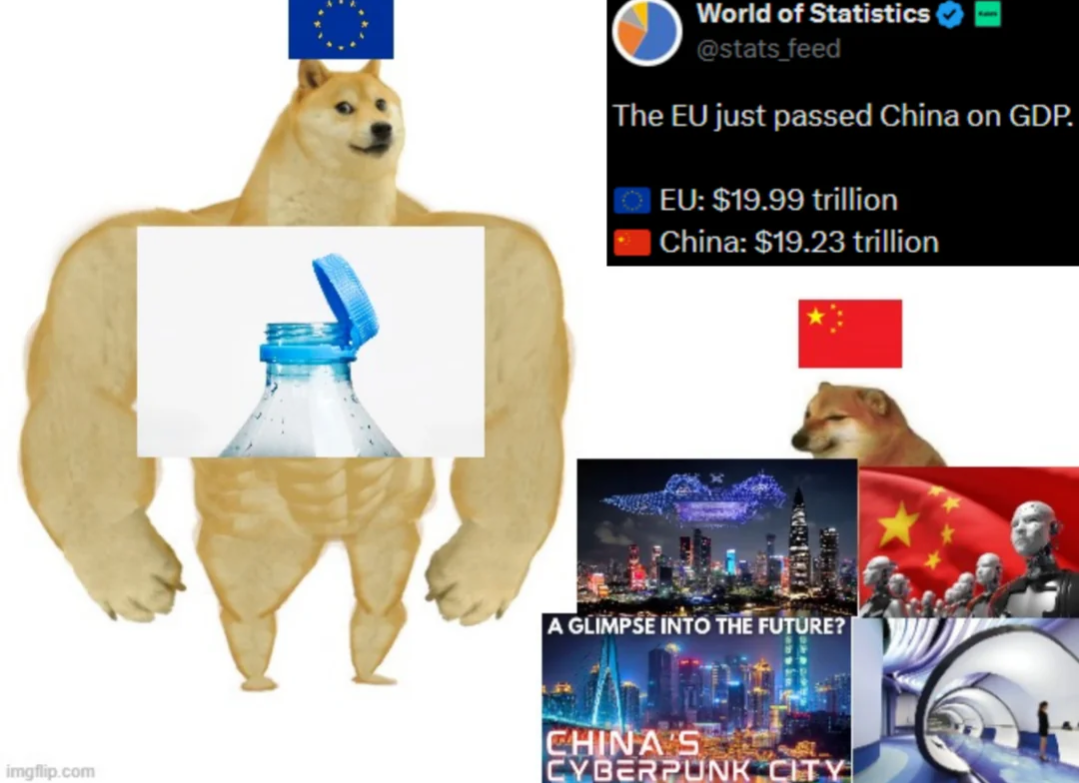 World of Statistics
@stats_feed
The EU just passed China on GDP.
EU: $19.99 trillion
China: $19.23 trillion
A GLIMPSE INTO THE FUTURE?
CHINA'S
CYBERPUNK CITY
imgflip.com